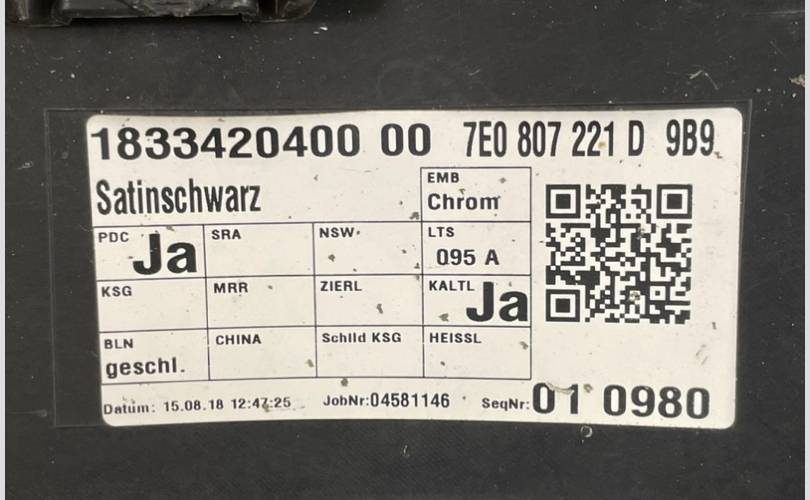 1833420400 00 7E0 807 221 D 9B9
Satinschwarz
EMB
Chrom
PDC Ja
SRA
NSW
LTS
095 A
KSG
MRR
ZIERL
KALTL Ja
BLN
geschl.
CHINA
Schild KSG
HEISSL
Datum: 15.08.18 12:47:25 JobNr:04581146 SeqNr:01 0980